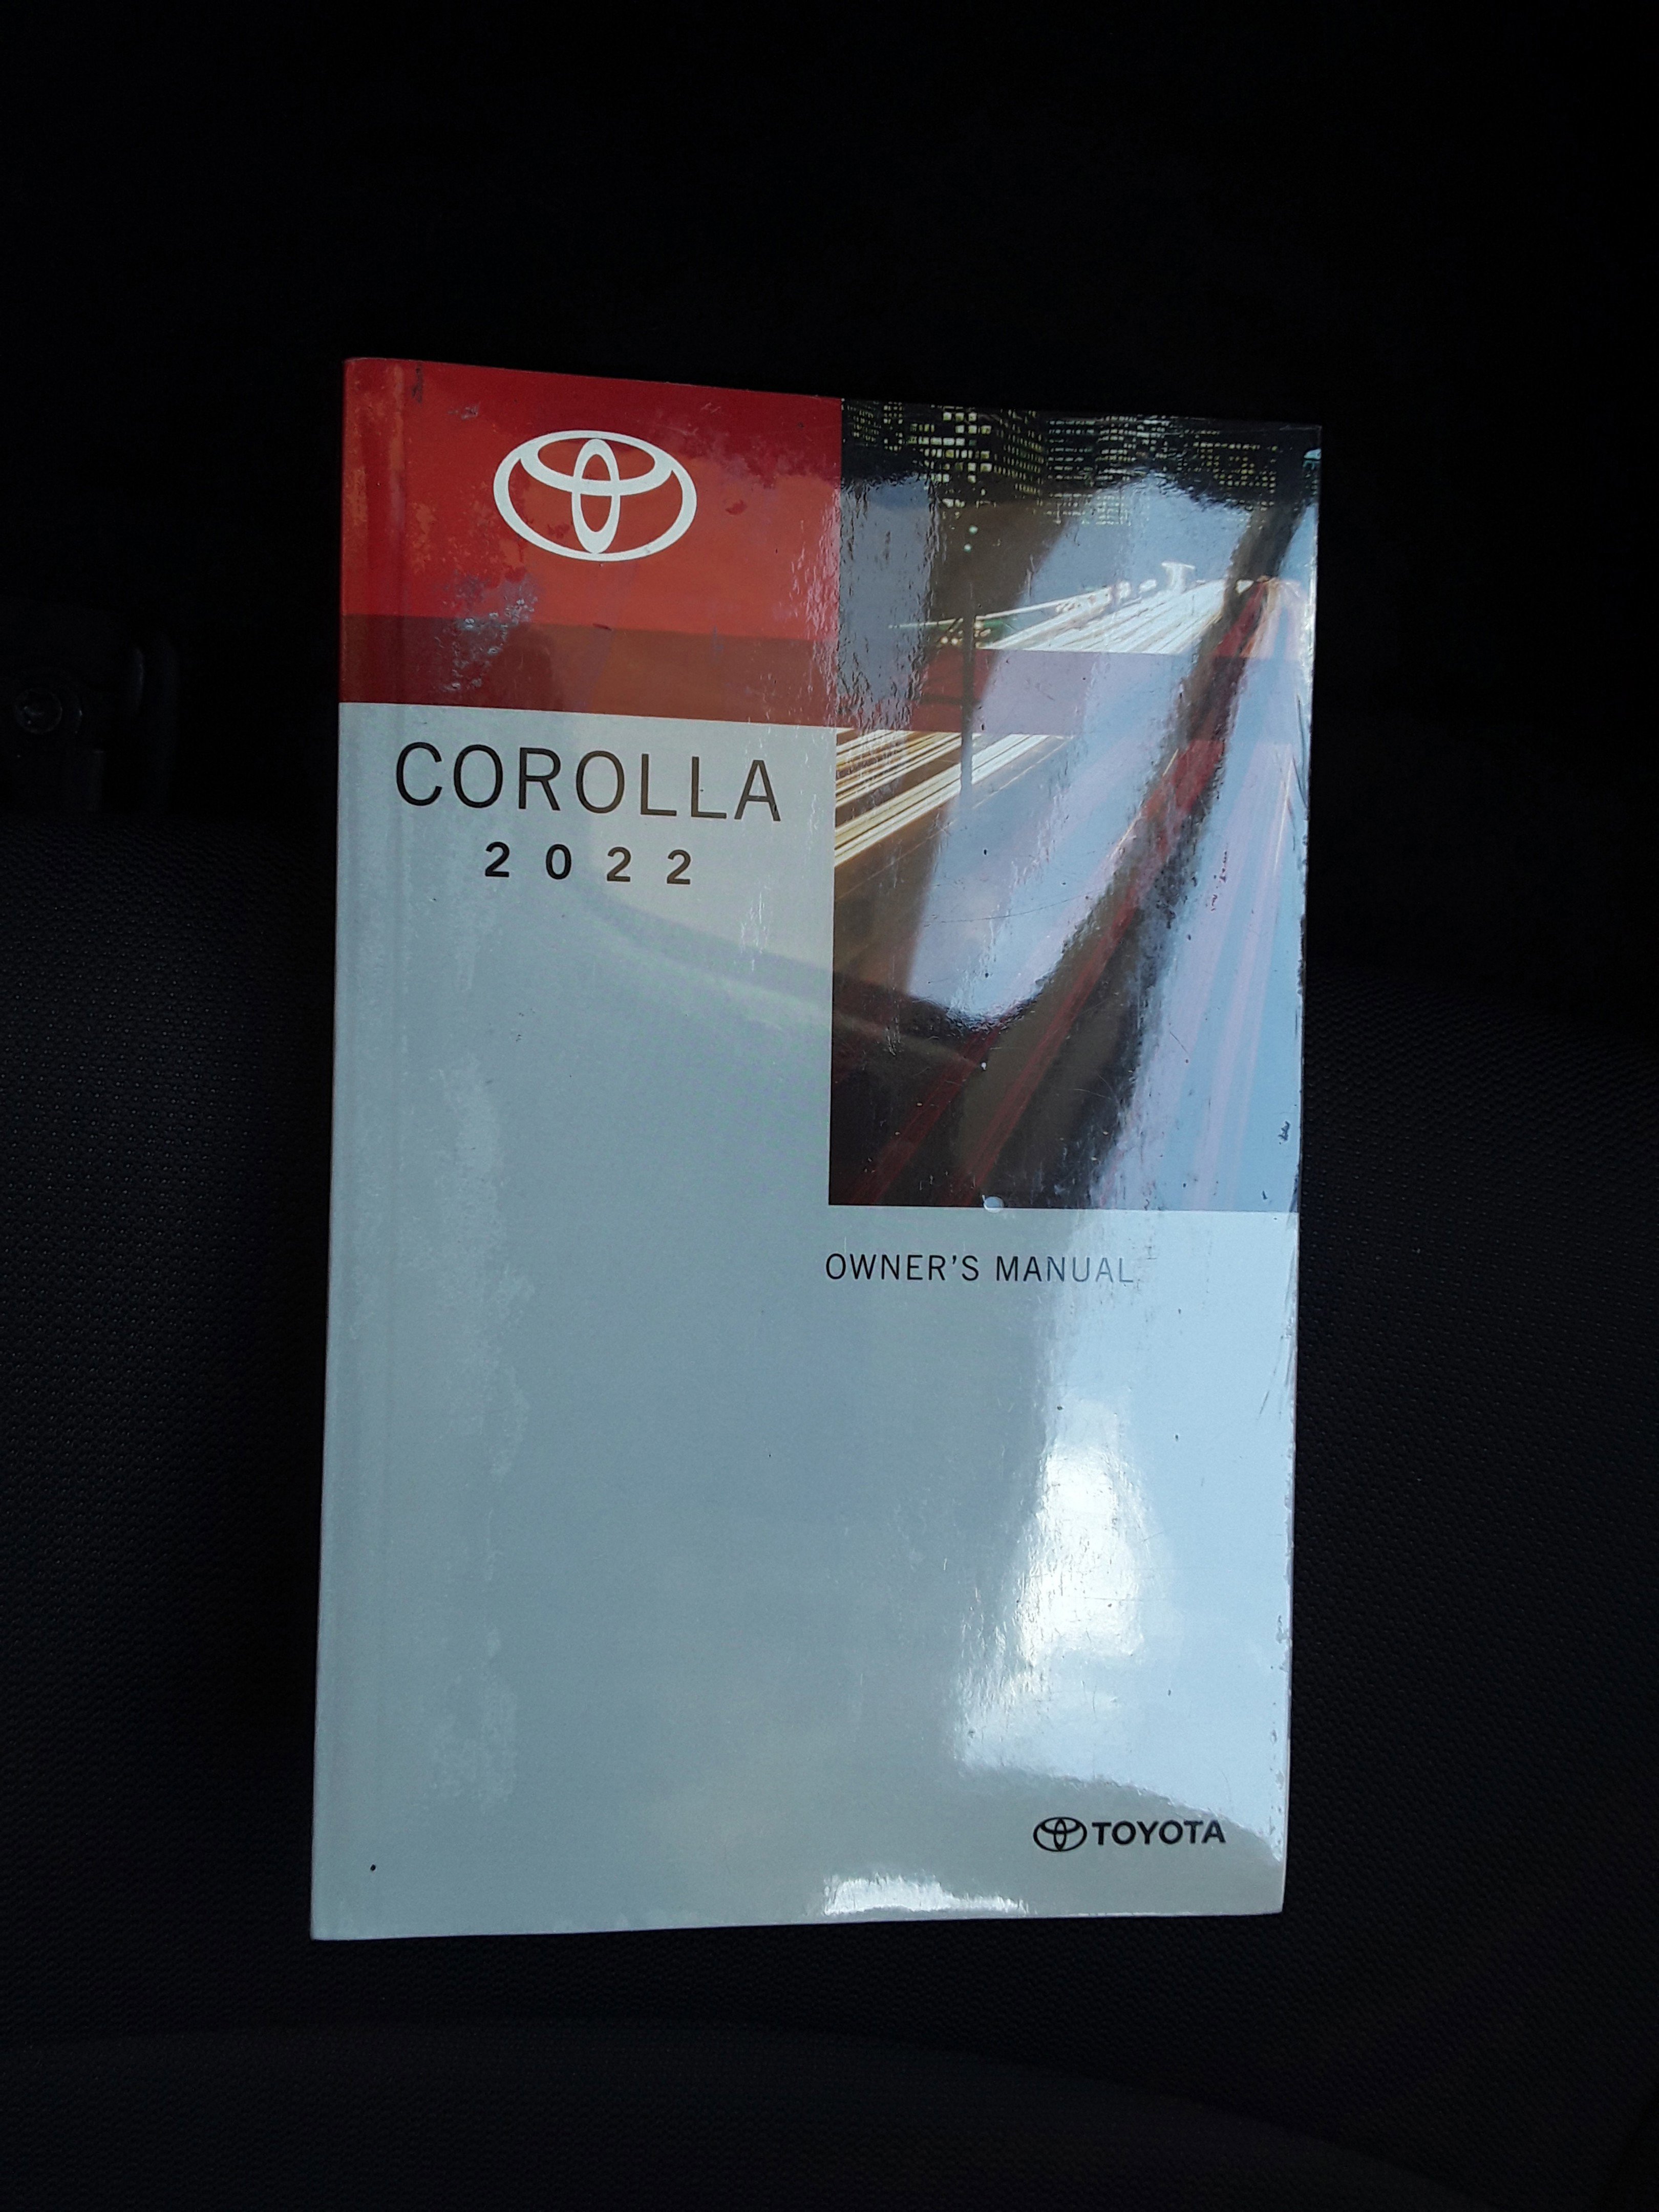 COROLLA
2022
OWNER'S MANUAL
TOYOTA